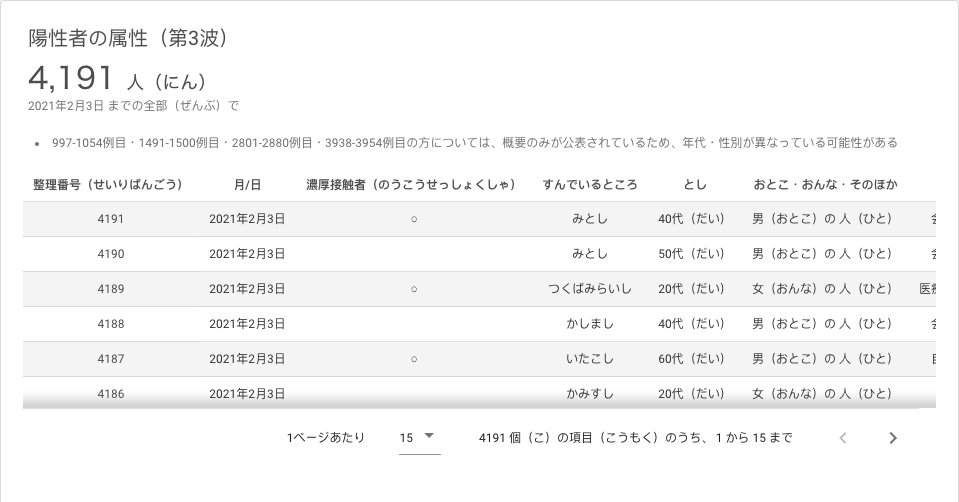 陽性者の属性（第3波）
4,191 人（にん）
2021年2月3日 までの全部（ぜんぶ）で
• 997-1054例目・1491-1500例目・2801-2880例目・3938-3954例目の方については、概要のみが公表されているため、年代・性別が異なっている可能性がある
整理番号（せいりばんごう） 月/日 濃厚接触者（のうこうせっしょくしゃ） すんでいるところ とし おとこ・おんな・そのほか
4191 2021年2月3日 ○ みとし 40代（だい） 男（おとこ）の 人（ひと）
4190 2021年2月3日 みとし 50代（だい） 男（おとこ）の 人（ひと）
4189 2021年2月3日 ○ つくばみらいし 20代（だい） 女（おんな）の 人（ひと） 医
4188 2021年2月3日 かしまし 40代（だい） 男（おとこ）の 人（ひと）
4187 2021年2月3日 ○ いたこし 60代（だい） 男（おとこ）の 人（ひと）
4186 2021年2月3日 かみすし 20代（だい） 女（おんな）の 人（ひと）
1ページあたり 15 4191 個（こ）の項目（こうもく）のうち、1 から 15 まで